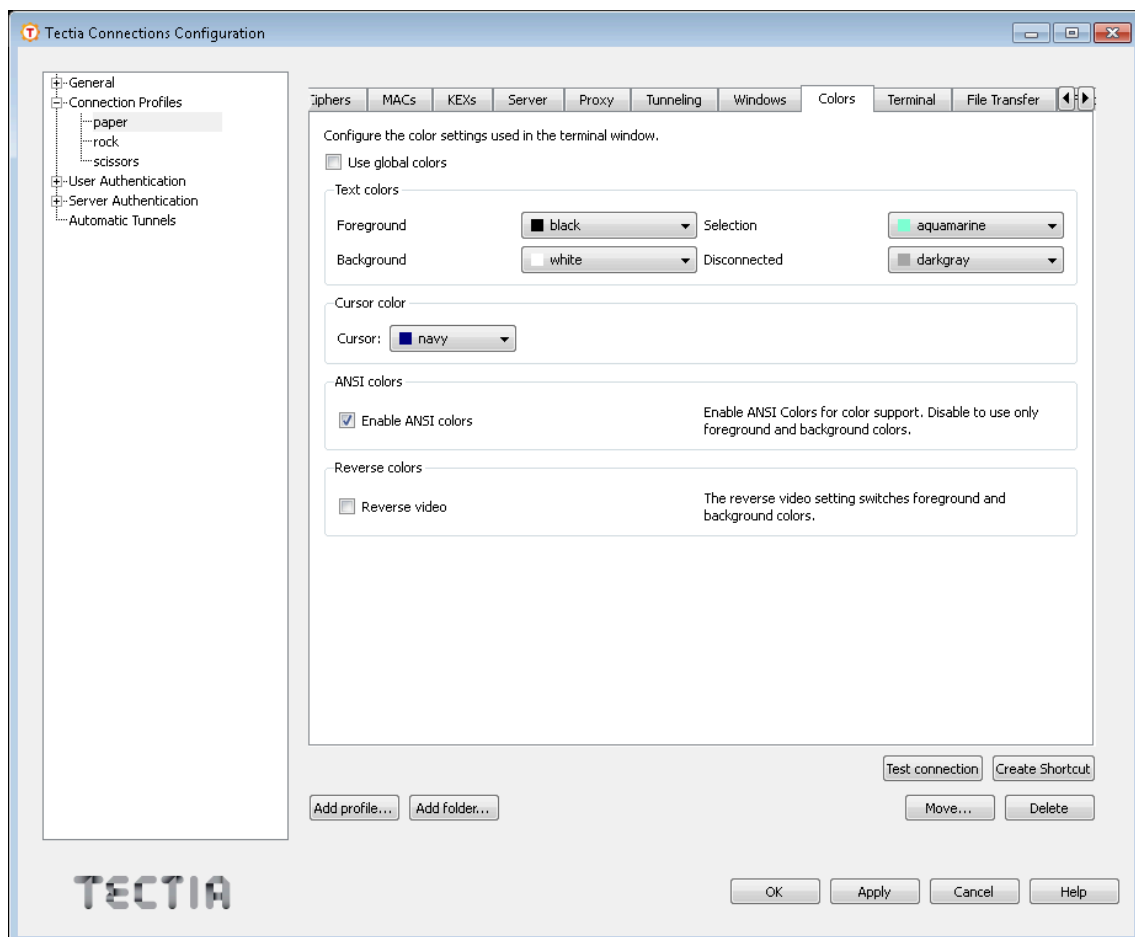 Tectia Connections Configuration
General
Connection Profiles
paper
rock
scissors
User Authentication
Server Authentication
Automatic Tunnels
MACs KEXs Server Proxy Tunneling Windows Colors Terminal File Transfer
Configure the color settings used in the terminal window.
Use global colors
Text colors
Foreground black Selection aquamarine
Background white Disconnected darkgray
Cursor color
Cursor: navy
ANSI colors
Enable ANSI colors
Enable ANSI Colors for color support. Disable to use only
foreground and background colors.
Reverse colors
Reverse video
The reverse video setting switches foreground and
background colors.
Test connection Create Shortcut
Add profile... Add folder... Move... Delete
TECTIA
OK Apply Cancel Help